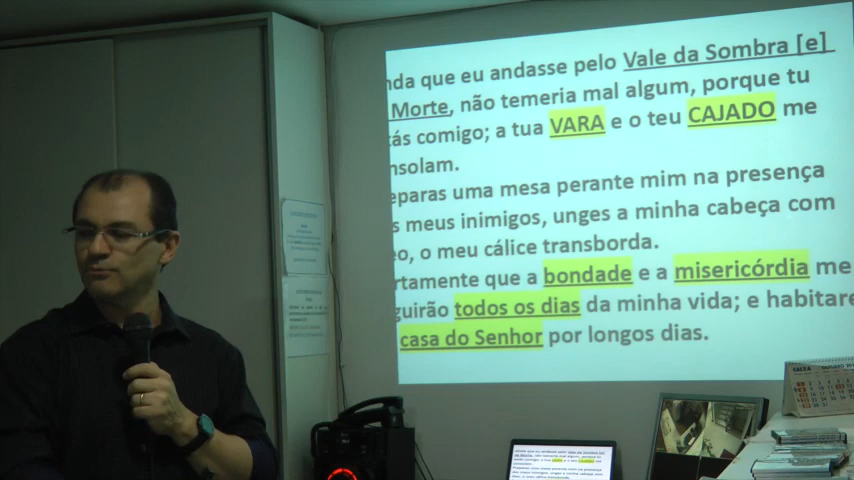 nda que eu andasse pelo Vale da Sombra [e]
Morte, não temeria mal algum, porque tu
ás comigo; a tua VARA e o teu CAJADO me
nsolam.
eparas uma mesa perante mim na presença
s meus inimigos, unges a minha cabeça com
eo, o meu cálice transborda.
rtamente que a bondade e a misericórdia me
guirão todos os dias da minha vida; e habitare
casa do Senhor por longos dias.
CAIXA